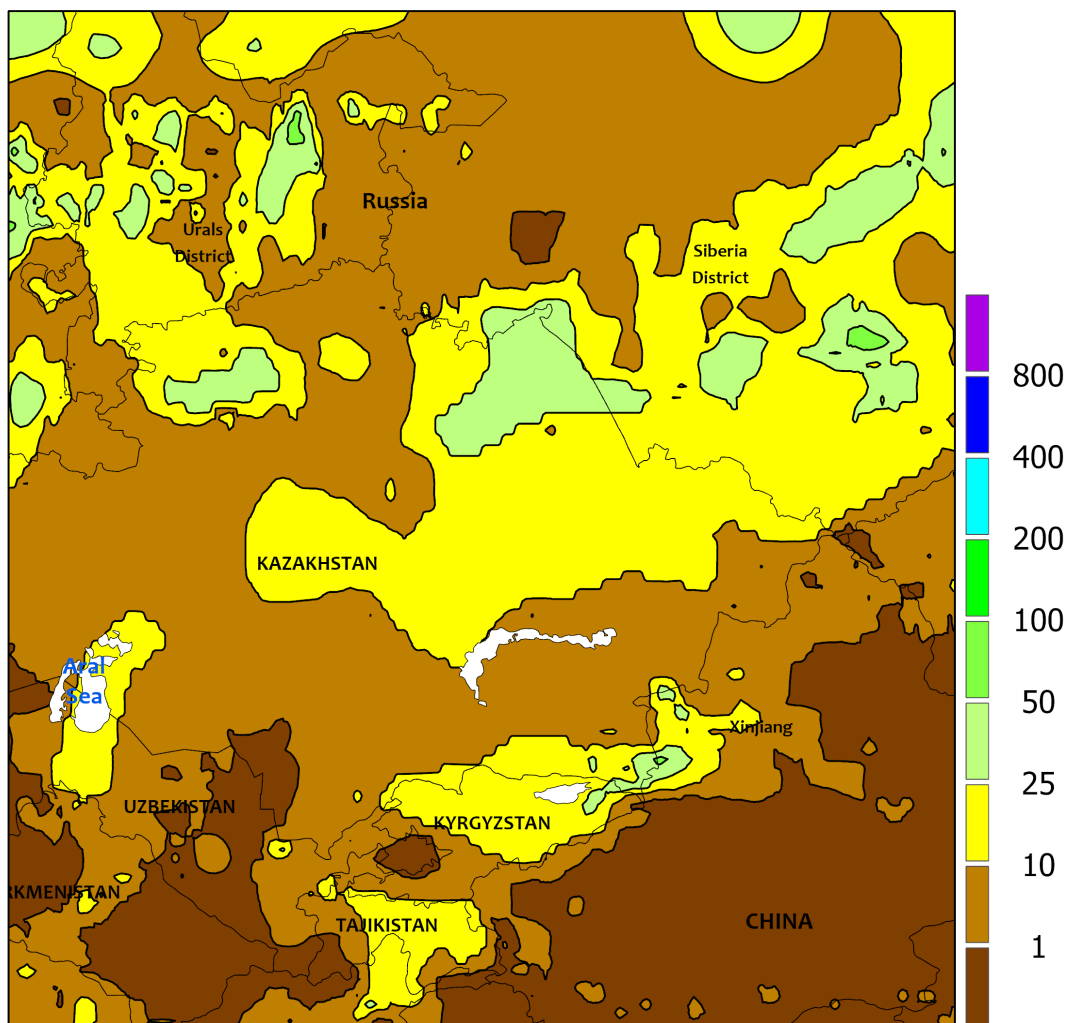 Russia
Urals
District
Siberia
District
800
400
KAZAKHSTAN
200
100
Aral
Sea
50
Xinjiang
25
UZBEKISTAN
KYRGYZSTAN
10
RKMENISTAN
TAJIKISTAN
CHINA
1